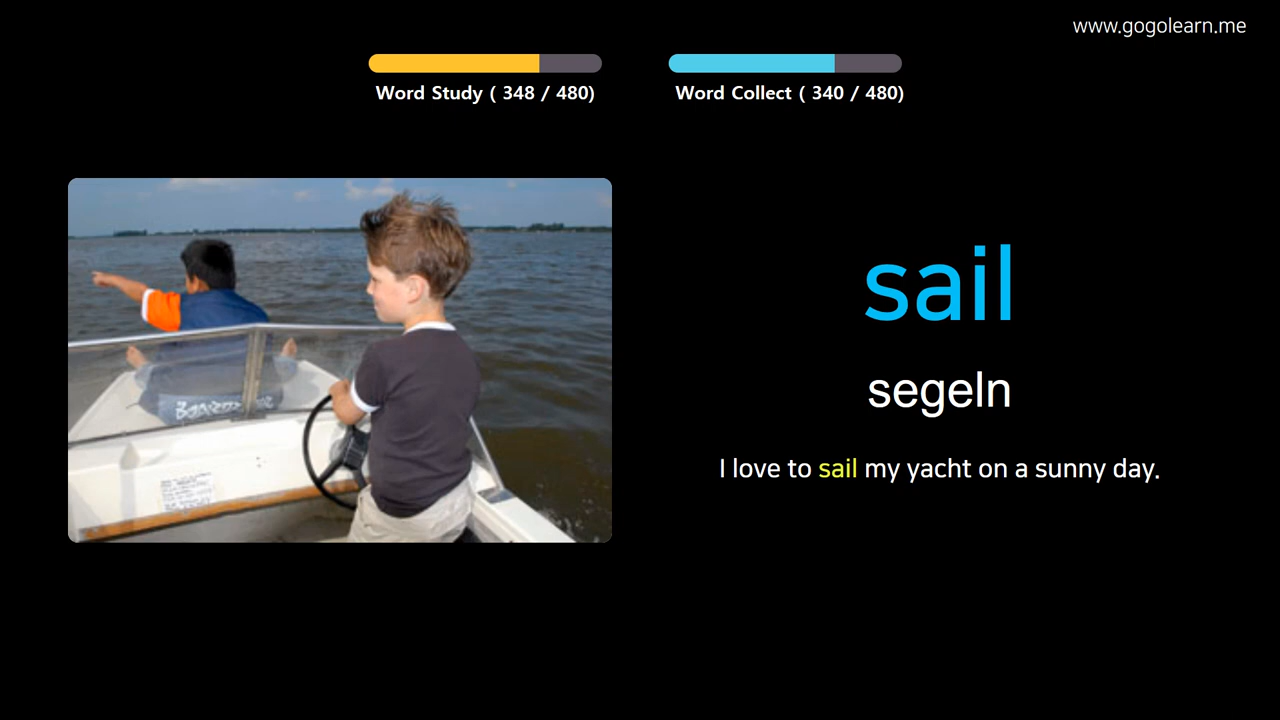 www.gogolearn.me
Word Study ( 348 / 480)
Word Collect ( 340 / 480)
sail
segeln
I love to sail my yacht on a sunny day.